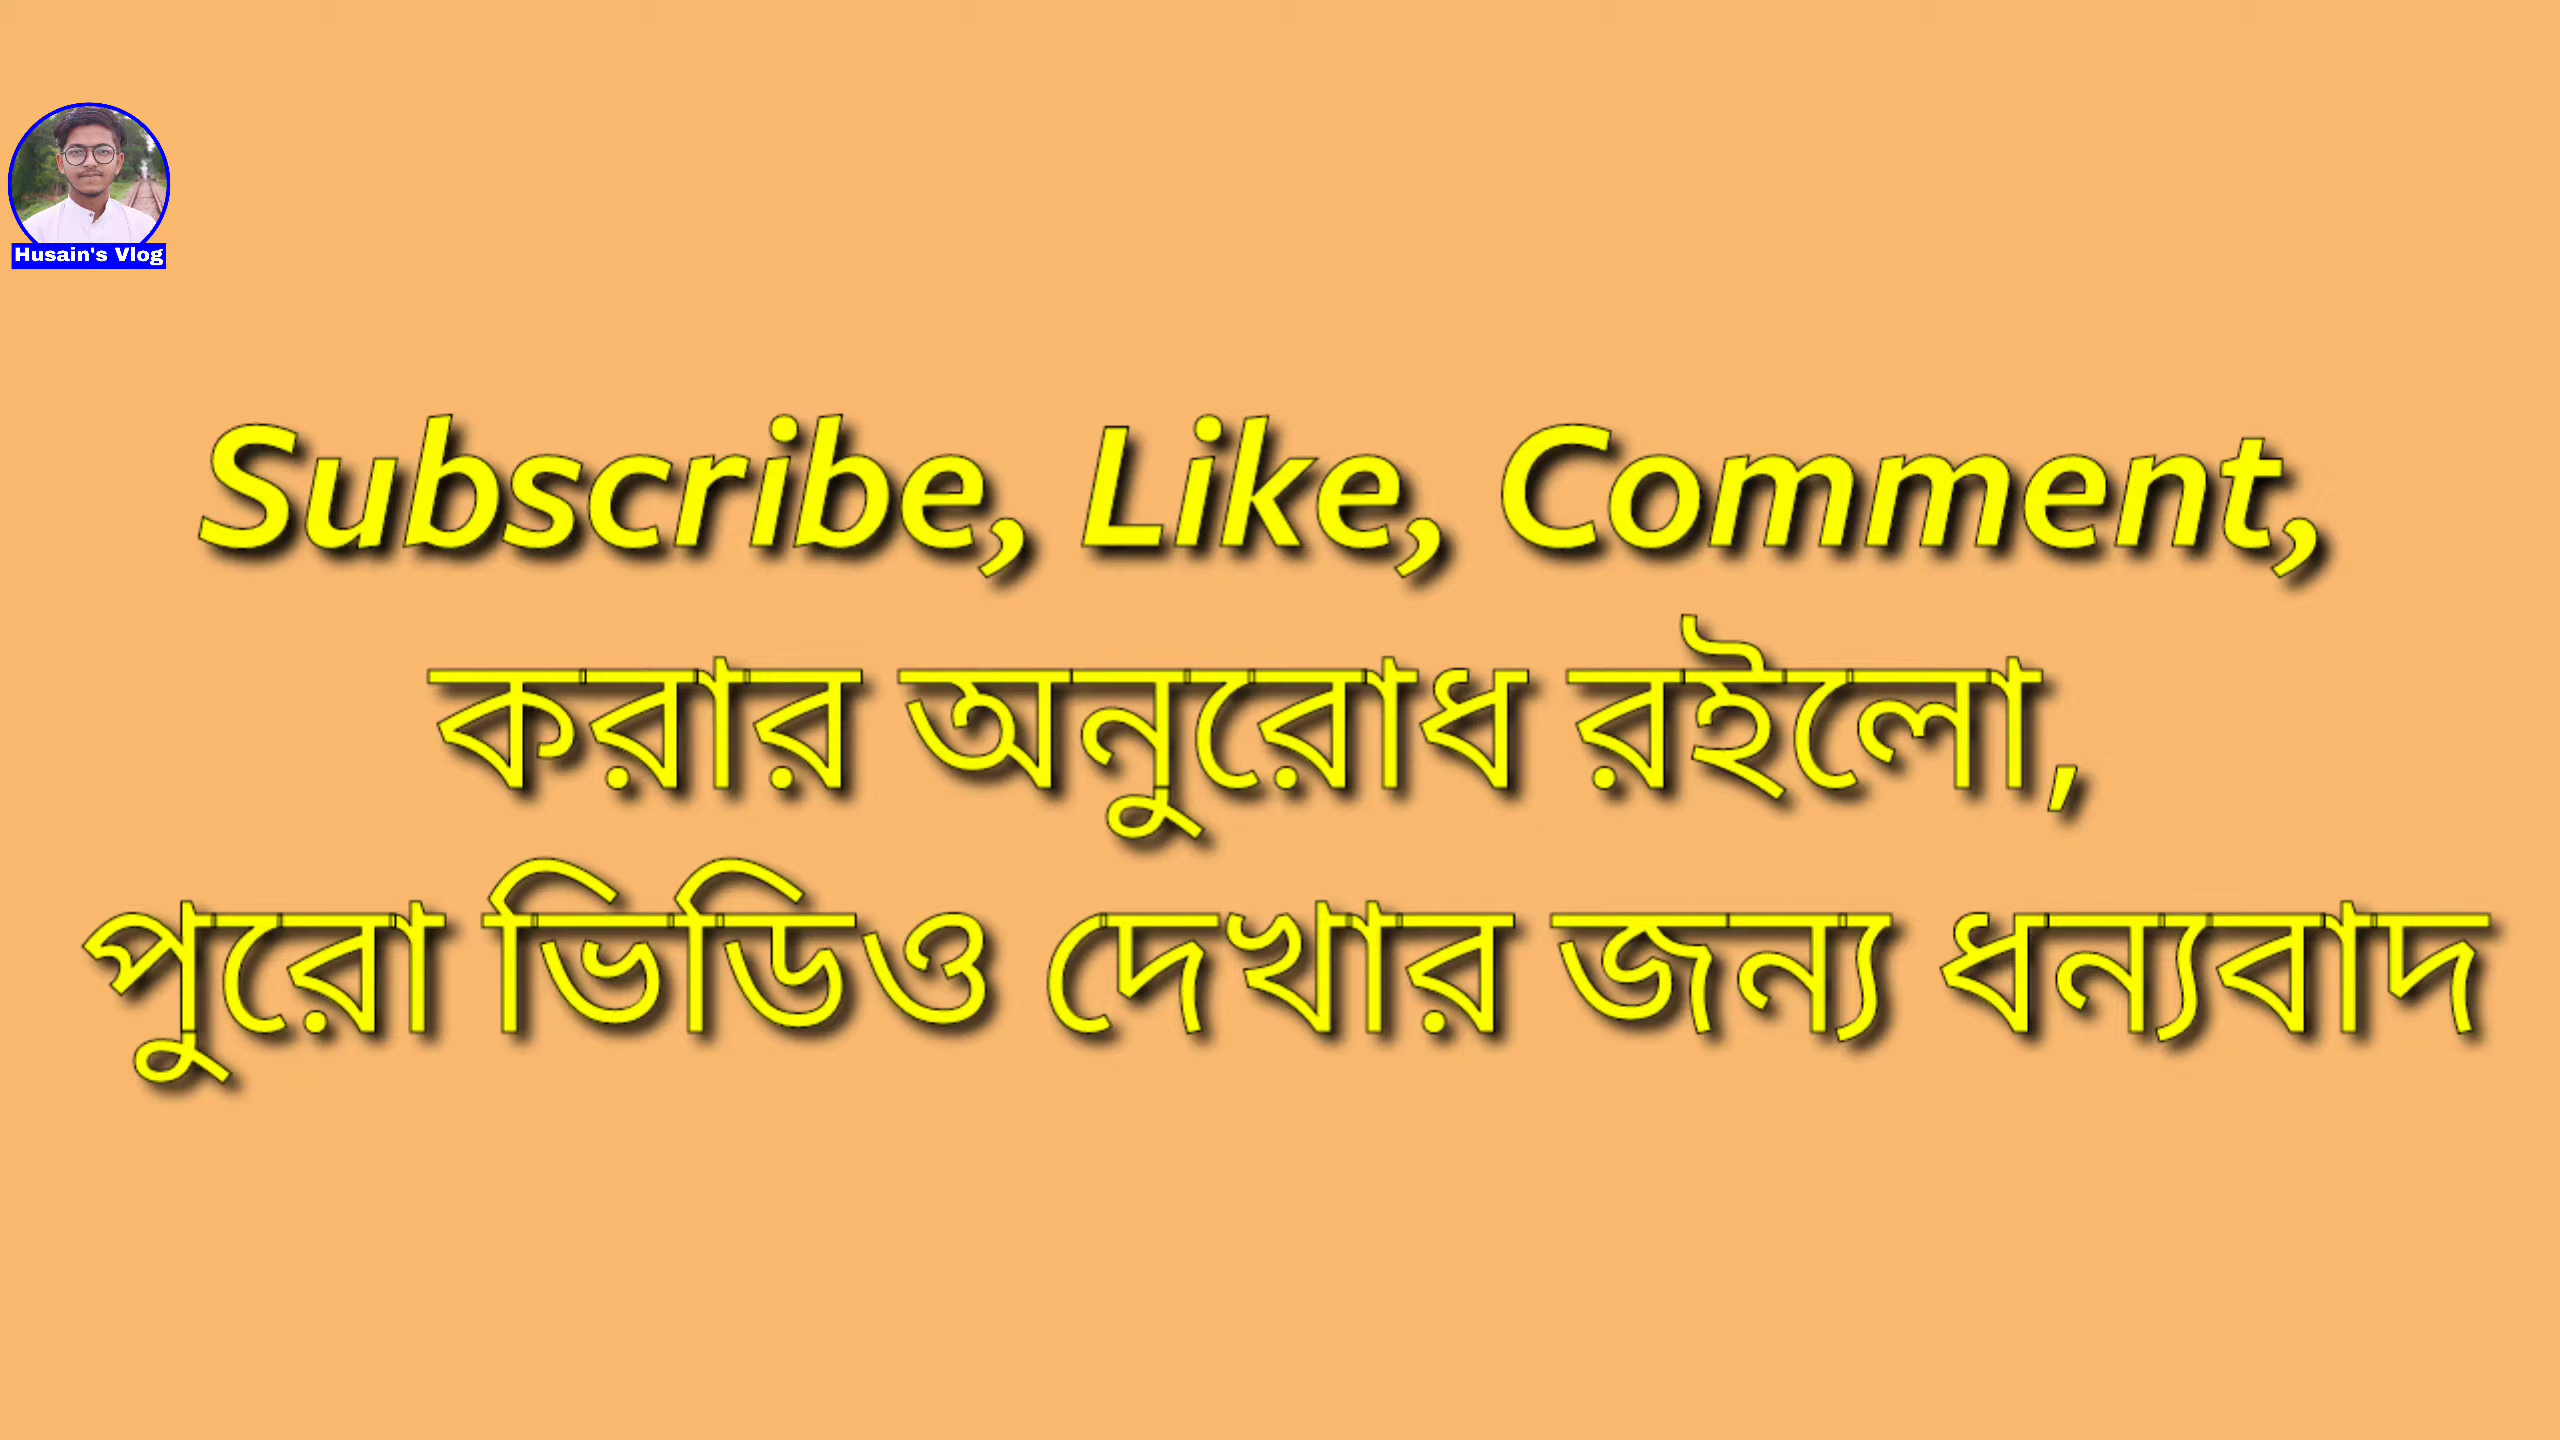 Husain's Vlog
Subscribe, Like, Comment,
করার অনুরোধ রইলো,
পুরো ভিডিও দেখার জন্য ধন্যবাদ